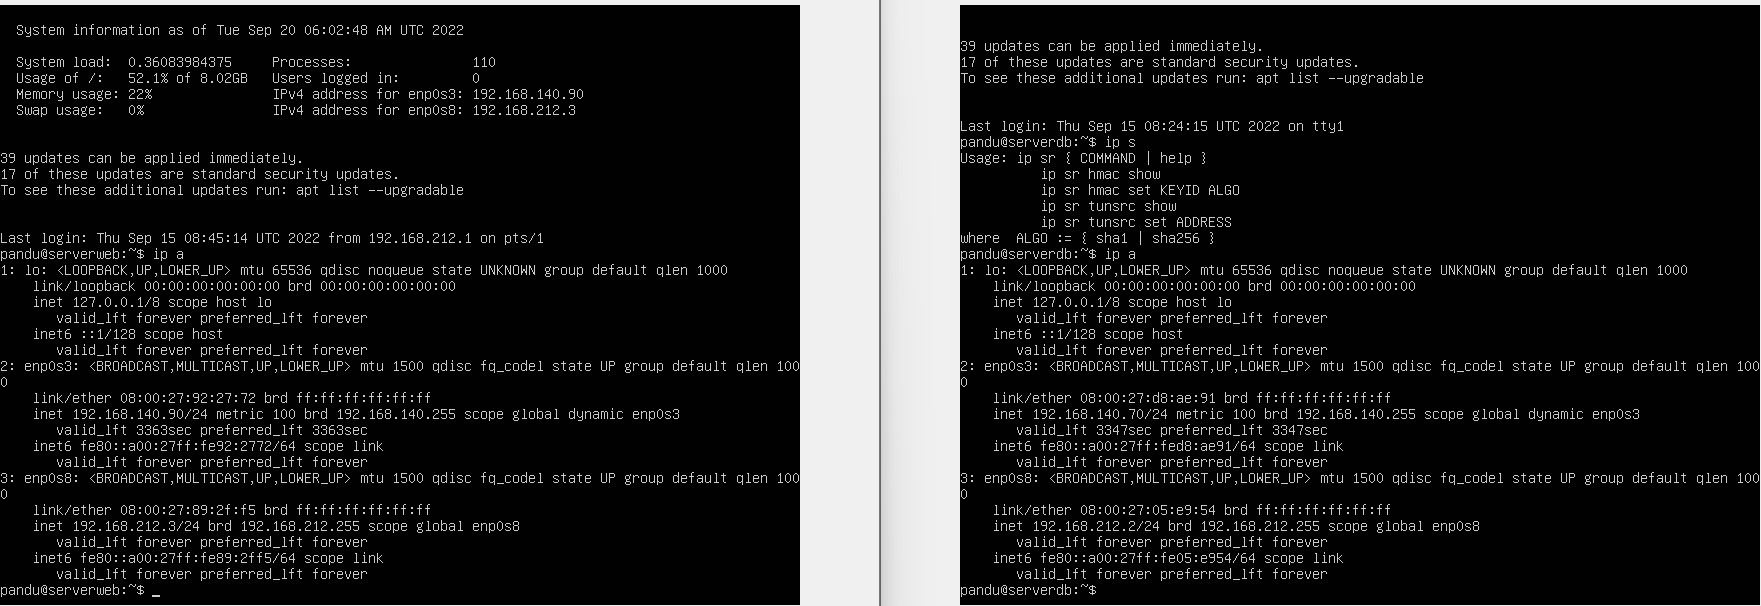 System information as of Tue Sep 20 06:02:48 AM UTC 2022
System load:  0.36083984375     Processes:               110
Usage of /:   52.1% of 8.02GB   Users logged in:         0
Memory usage: 22%               IPv4 address for enp0s3: 192.168.140.90
Swap usage:   0%                IPv4 address for enp0s8: 192.168.212.3
39 updates can be applied immediately.
17 of these updates are standard security updates.
To see these additional updates run: apt list --upgradable
Last login: Thu Sep 15 08:45:14 UTC 2022 from 192.168.212.1 on pts/1
pandu@serverweb:~$ ip a
1: lo: <LOOPBACK,UP,LOWER_UP> mtu 65536 qdisc noqueue state UNKNOWN group default qlen 1000
link/loopback 00:00:00:00:00:00 brd 00:00:00:00:00:00
inet 127.0.0.1/8 scope host lo
valid_lft forever preferred_lft forever
inet6 ::1/128 scope host
valid_lft forever preferred_lft forever
2: enp0s3: <BROADCAST,MULTICAST,UP,LOWER_UP> mtu 1500 qdisc fq_codel state UP group default qlen 100
0
link/ether 08:00:27:92:27:72 brd ff:ff:ff:ff:ff:ff
inet 192.168.140.90/24 metric 100 brd 192.168.140.255 scope global dynamic enp0s3
valid_lft 3363sec preferred_lft 3363sec
inet6 fe80::a00:27ff:fe92:2772/64 scope link
valid_lft forever preferred_lft forever
3: enp0s8: <BROADCAST,MULTICAST,UP,LOWER_UP> mtu 1500 qdisc fq_codel state UP group default qlen 100
0
link/ether 08:00:27:89:2f:f5 brd ff:ff:ff:ff:ff:ff
inet 192.168.212.3/24 brd 192.168.212.255 scope global enp0s8
valid_lft forever preferred_lft forever
inet6 fe80::a00:27ff:fe89:2ff5/64 scope link
valid_lft forever preferred_lft forever
pandu@serverweb:~$ _
39 updates can be applied immediately.
17 of these updates are standard security updates.
To see these additional updates run: apt list --upgradable
Last login: Thu Sep 15 08:24:15 UTC 2022 on tty1
pandu@serverdb:~$ ip s
Usage: ip sr { COMMAND | help }
ip sr hmac show
ip sr hmac set KEYID ALGO
ip sr tunsrc show
ip sr tunsrc set ADDRESS
where  ALGO := { sha1 | sha256 }
pandu@serverdb:~$ ip a
1: lo: <LOOPBACK,UP,LOWER_UP> mtu 65536 qdisc noqueue state UNKNOWN group default qlen 1000
link/loopback 00:00:00:00:00:00 brd 00:00:00:00:00:00
inet 127.0.0.1/8 scope host lo
valid_lft forever preferred_lft forever
inet6 ::1/128 scope host
valid_lft forever preferred_lft forever
2: enp0s3: <BROADCAST,MULTICAST,UP,LOWER_UP> mtu 1500 qdisc fq_codel state UP group default qlen 100
0
link/ether 08:00:27:d8:ae:91 brd ff:ff:ff:ff:ff:ff
inet 192.168.140.70/24 metric 100 brd 192.168.140.255 scope global dynamic enp0s3
valid_lft 3347sec preferred_lft 3347sec
inet6 fe80::a00:27ff:fed8:ae91/64 scope link
valid_lft forever preferred_lft forever
3: enp0s8: <BROADCAST,MULTICAST,UP,LOWER_UP> mtu 1500 qdisc fq_codel state UP group default qlen 100
0
link/ether 08:00:27:05:e9:54 brd ff:ff:ff:ff:ff:ff
inet 192.168.212.2/24 brd 192.168.212.255 scope global enp0s8
valid_lft forever preferred_lft forever
inet6 fe80::a00:27ff:fe05:e954/64 scope link
valid_lft forever preferred_lft forever
pandu@serverdb:~$